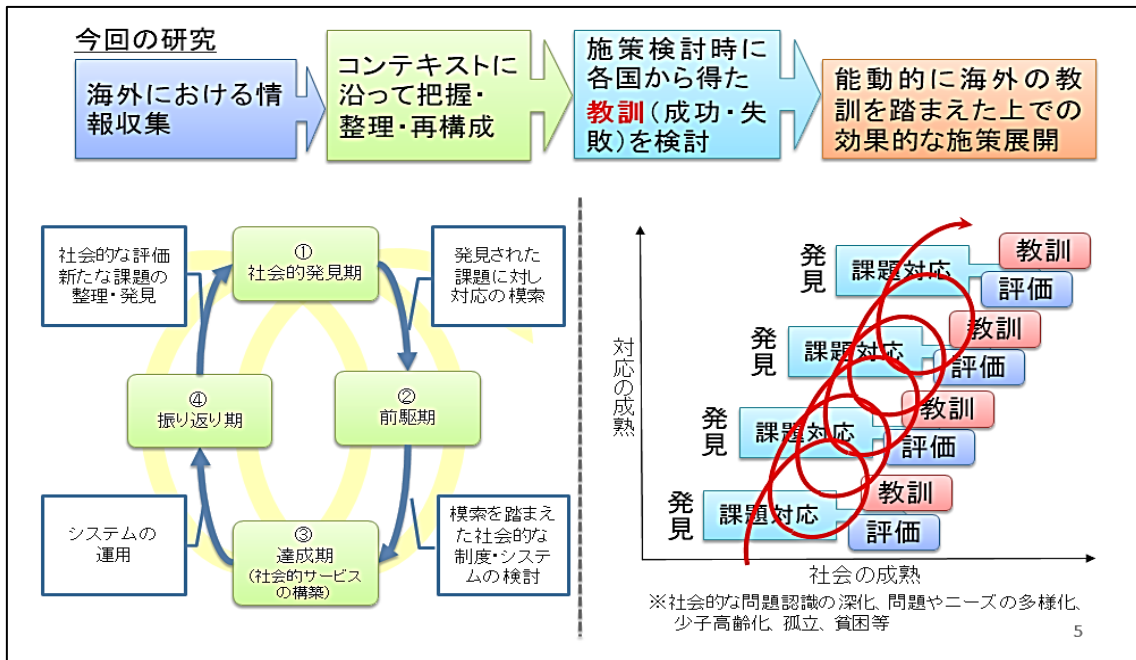 今回の研究
海外における情
報収集
コンテキストに
沿って把握・
整理・再構成
施策検討時に
各国から得た
教訓(成功・失
敗)を検討
能動的に海外の教
訓を踏まえた上での
効果的な施策展開
社会的な評価
新たな課題の
整理・発見
①
社会的発見期
発見された
課題に対し
対応の模索
④
振り返り期
②
前駆期
システムの
運用
③
達成期
(社会的サービス
の構築)
模索を踏まえ
た社会的な
制度・システ
ムの検討
対応の成熟
発見
課題対応
教訓
評価
発見
課題対応
教訓
評価
発見
課題対応
教訓
評価
発見
課題対応
教訓
評価
社会の成熟
※社会的な問題認識の深化、問題やニーズの多様化、
少子高齢化、孤立、貧困等
5